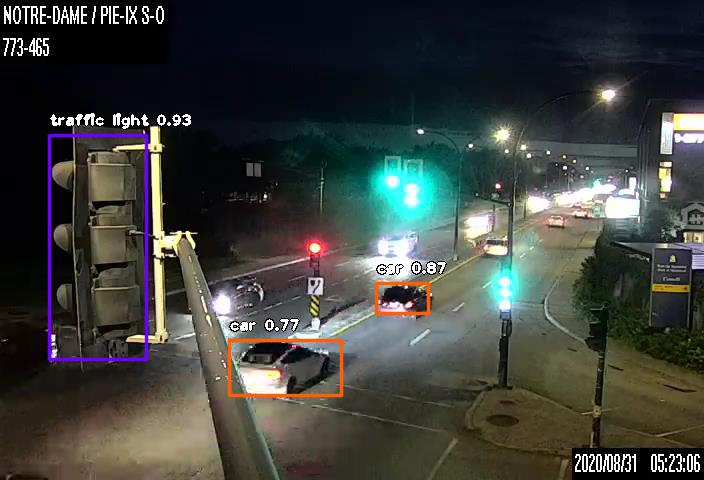 NOTRE-DAME / PIE-IX S-O
773-465
traffic light 0.93
car 0.87
car 0.77
Canada
2020/08/31 05:23:06